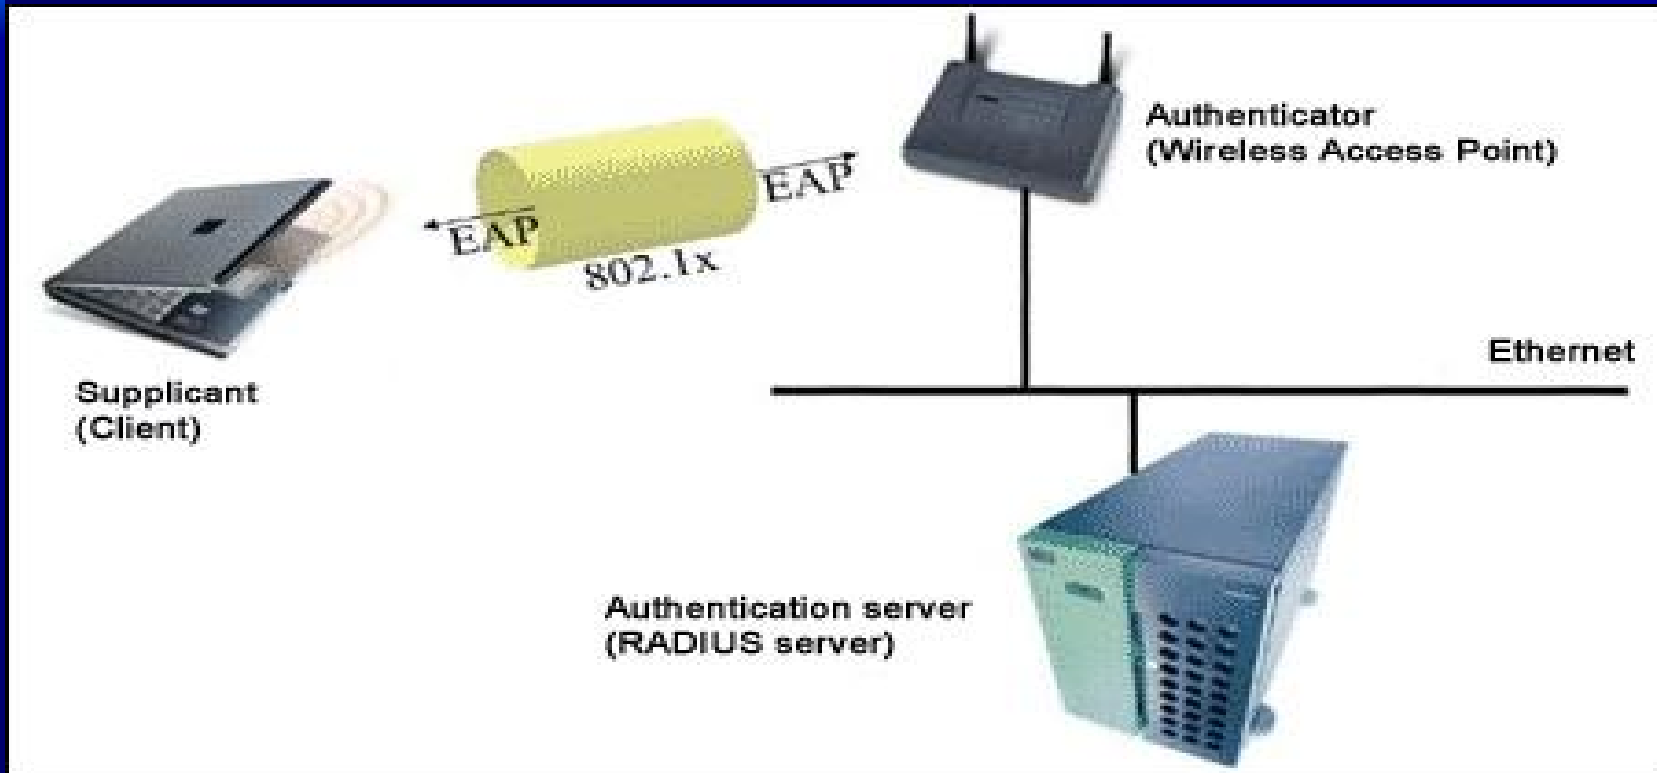 Authenticator
(Wireless Access Point)
EAP
EAP
802.1x
Ethernet
Supplicant
(Client)
Authentication server
(RADIUS server)